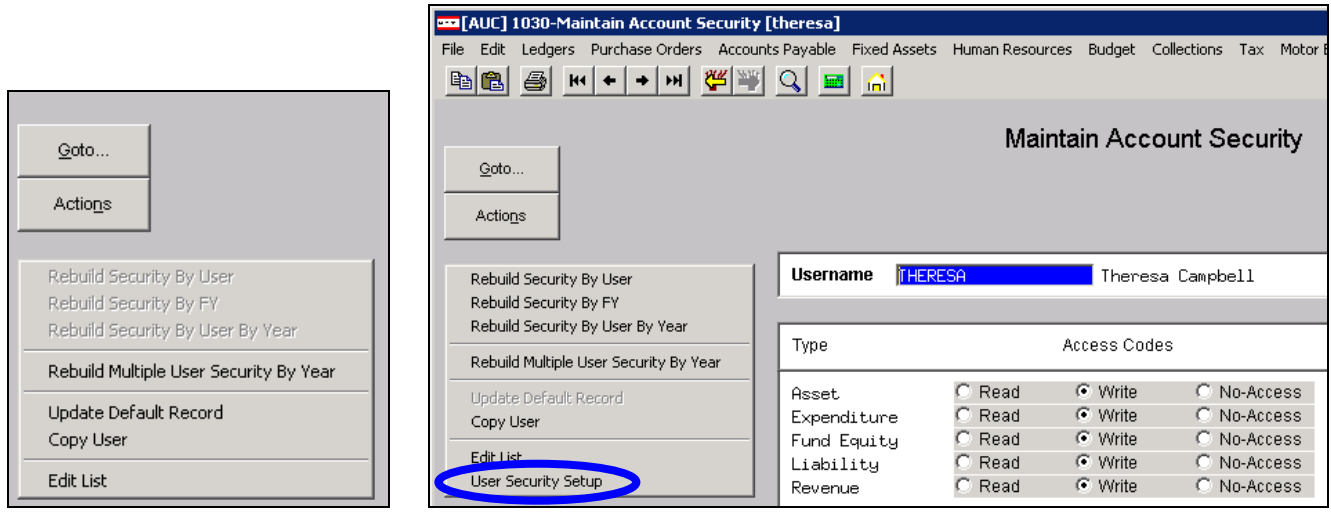 Goto...
Actions
Rebuild Security By User
Rebuild Security By FY
Rebuild Security By User By Year
Rebuild Multiple User Security By Year
Update Default Record
Copy User
Edit List
[AUC] 1030-Maintain Account Security [theresa]
File Edit Ledgers Purchase Orders Accounts Payable Fixed Assets Human Resources Budget Collections Tax Motor
Maintain Account Security
Goto...
Actions
Rebuild Security By User
Rebuild Security By FY
Rebuild Security By User By Year
Rebuild Multiple User Security By Year
Update Default Record
Copy User
Edit List
User Security Setup
Username THERESA Theresa Campbell
Type Access Codes
Asset Read Write No-Access
Expenditure Read Write No-Access
Fund Equity Read Write No-Access
Liability Read Write No-Access
Revenue Read Write No-Access